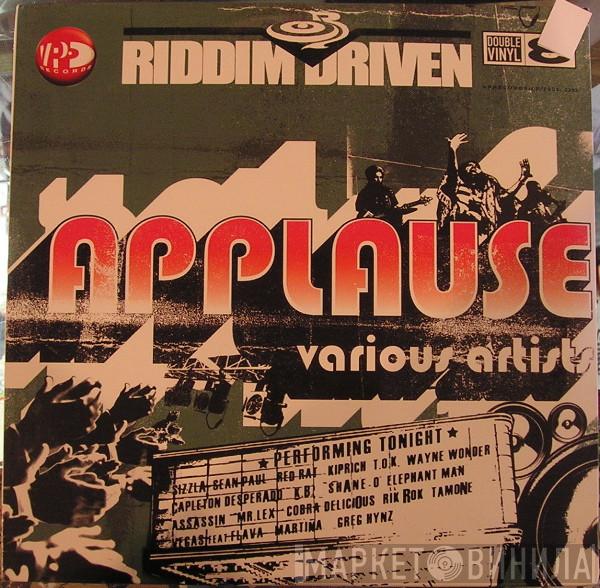 VP
RECORDS
RIDDIM DRIVEN
DOUBLE
VINYL
APPLAUSE
various artists
★ PERFORMING TONIGHT ★
SIZZLA SEAN PAUL RED RAT KIPRICH T.O.K. WAYNE WONDER
CAPLETON DESPERADO K.B. SHANE O ELEPHANT MAN
ASSASSIN MR.LEX COBRA DELICIOUS RIK ROK TAMONE
VEGAS FEAT FLAVA MARTINA GREG HYNZ
МАРКЕТ ВИНИЛА